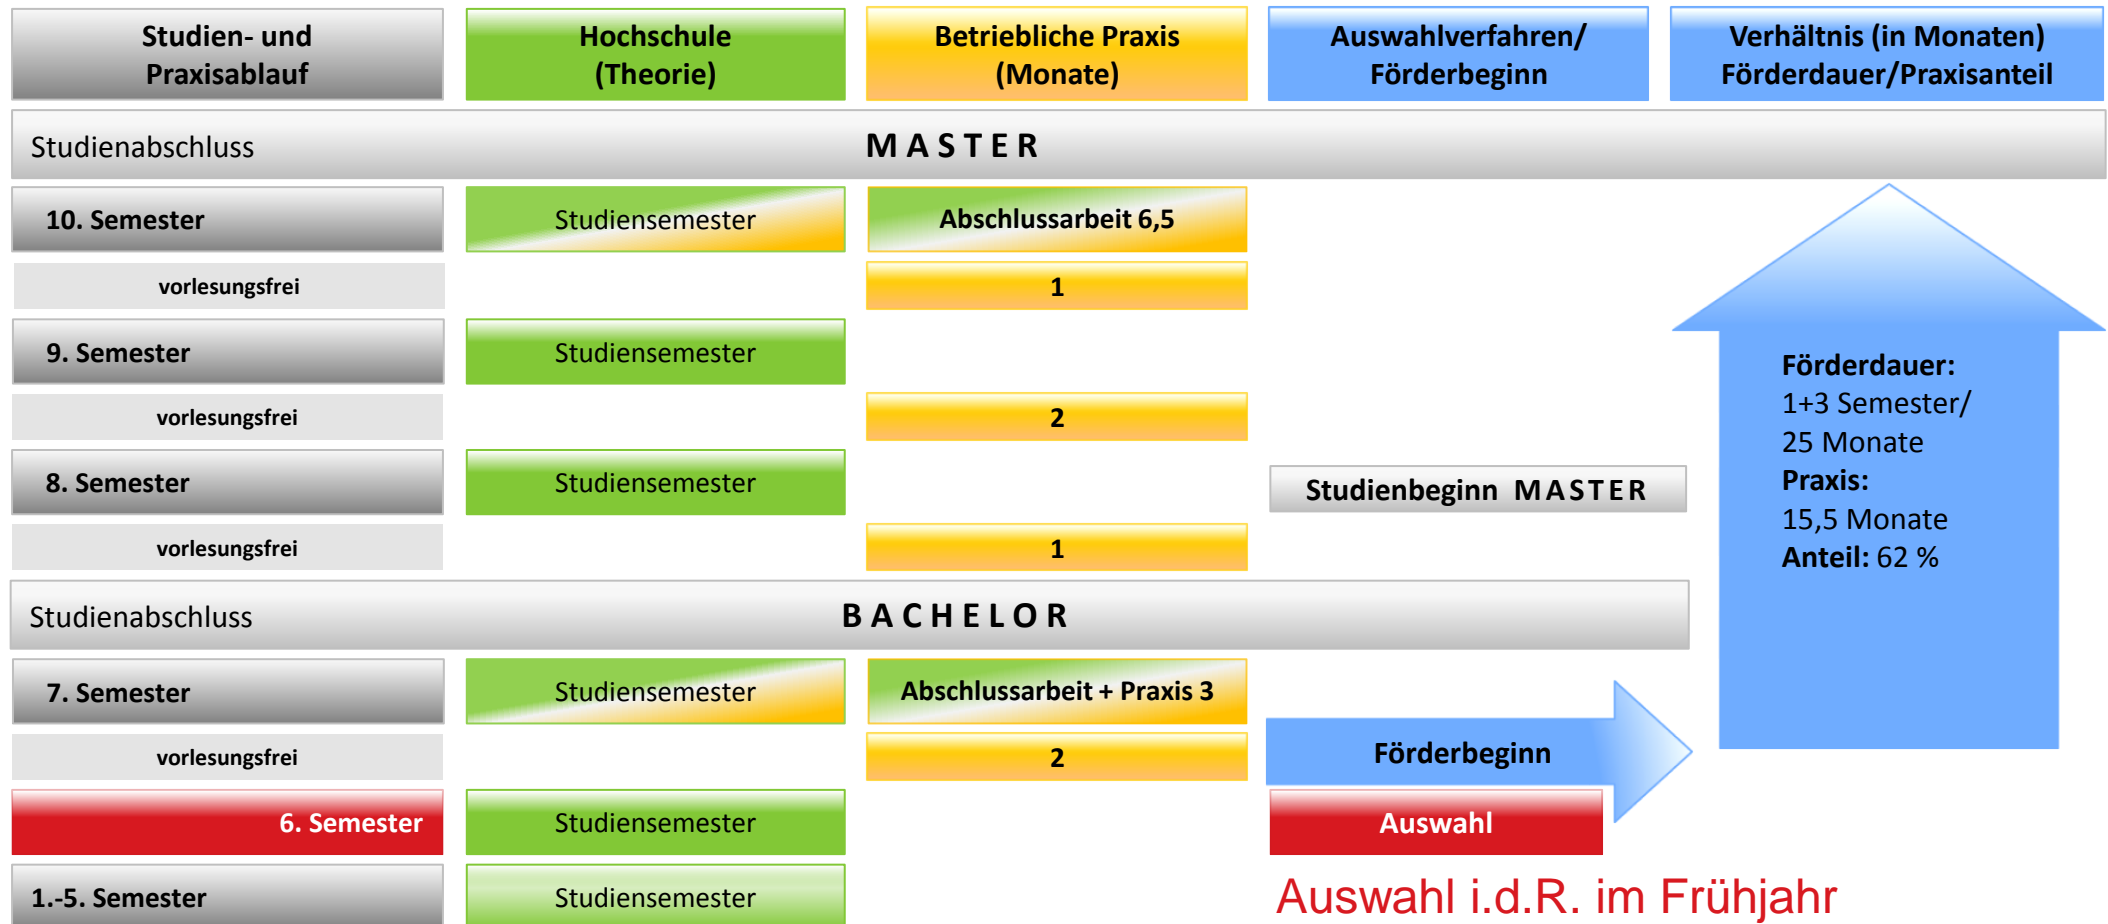 Studien- und
Praxisablauf
Hochschule
(Theorie)
Betriebliche Praxis
(Monate)
Auswahlverfahren/
Förderbeginn
Verhältnis (in Monaten)
Förderdauer/Praxisanteil
Studienabschluss MASTER
10. Semester Studiensemester Abschlussarbeit 6,5
vorlesungsfrei 1
9. Semester Studiensemester
vorlesungsfrei 2
8. Semester Studiensemester Studienbeginn MASTER
vorlesungsfrei 1
Förderdauer:
1+3 Semester/
25 Monate
Praxis:
15,5 Monate
Anteil: 62 %
Studienabschluss BACHELOR
7. Semester Studiensemester Abschlussarbeit + Praxis 3
vorlesungsfrei 2 Förderbeginn
6. Semester Studiensemester Auswahl
1.-5. Semester Studiensemester Auswahl i.d.R. im Frühjahr